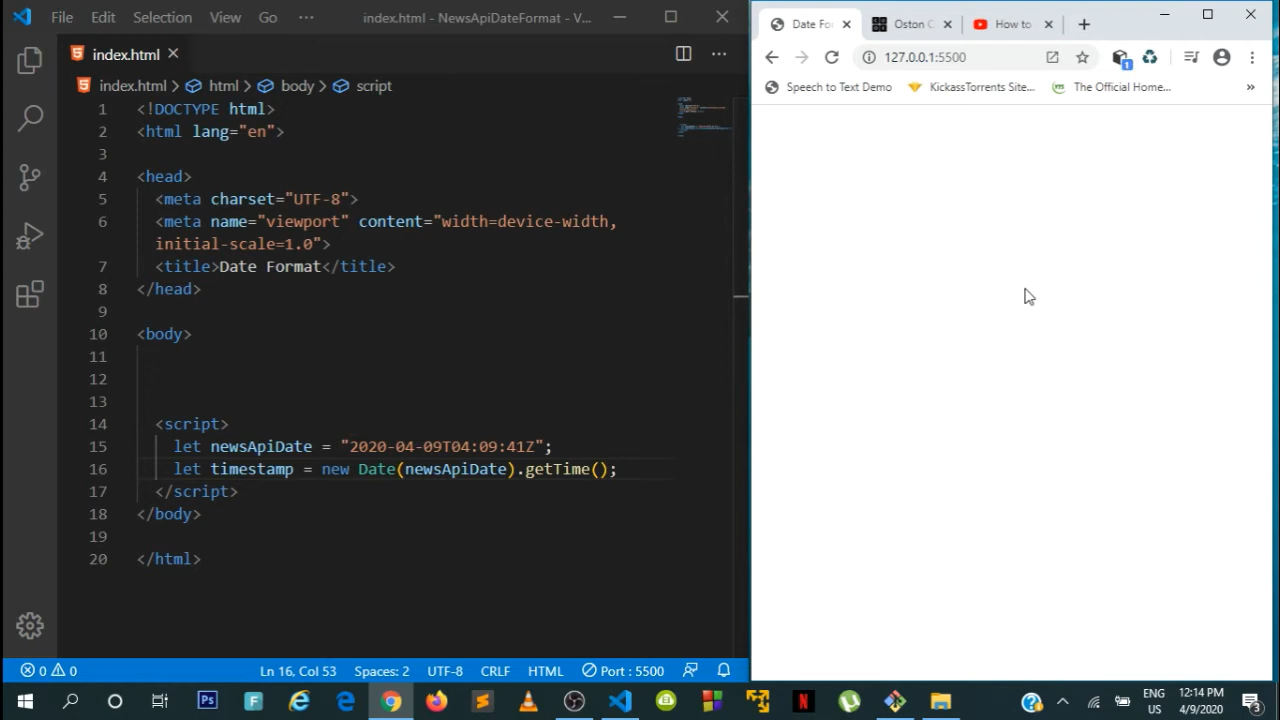 File Edit Selection View Go ··· index.html - NewsApiDateFormat - V...
index.html
index.html > html > body > script
1 <!DOCTYPE html>
2 <html lang="en">
3
4 <head>
5 <meta charset="UTF-8">
6 <meta name="viewport" content="width=device-width,
initial-scale=1.0">
7 <title>Date Format</title>
8 </head>
9
10 <body>
11
12
13
14 <script>
15 let newsApiDate = "2020-04-09T04:09:41Z";
16 let timestamp = new Date(newsApiDate).getTime();
17 </script>
18 </body>
19
20 </html>
0 0 Ln 16, Col 53 Spaces: 2 UTF-8 CRLF HTML Port : 5500
Date For Oston C How to
127.0.0.1:5500 1
Speech to Text Demo KickassTorrents Site... YTS The Official Home... »
Ps F N ENG 12:14 PM
US 4/9/2020 3